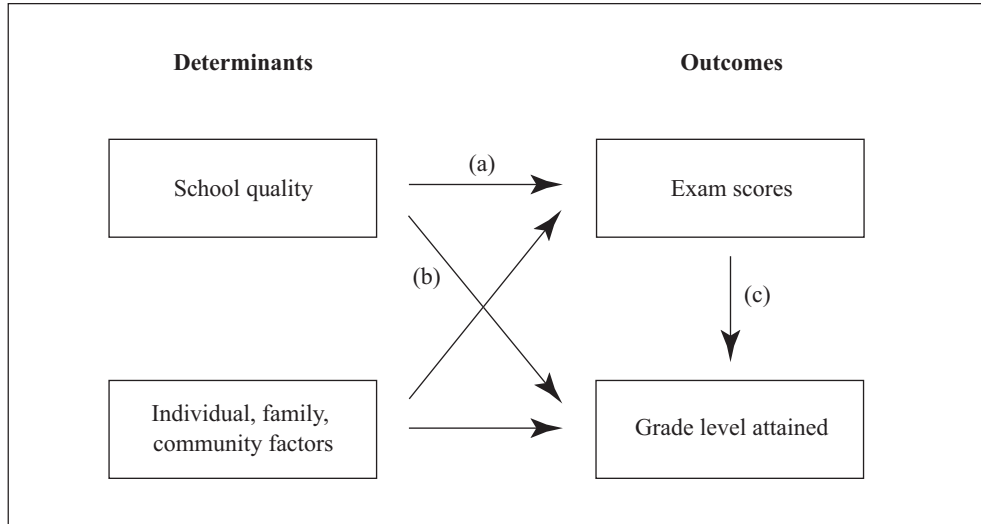 Determinants
Outcomes
School quality
(a)
Exam scores
(b)
(c)
Individual, family,
community factors
Grade level attained